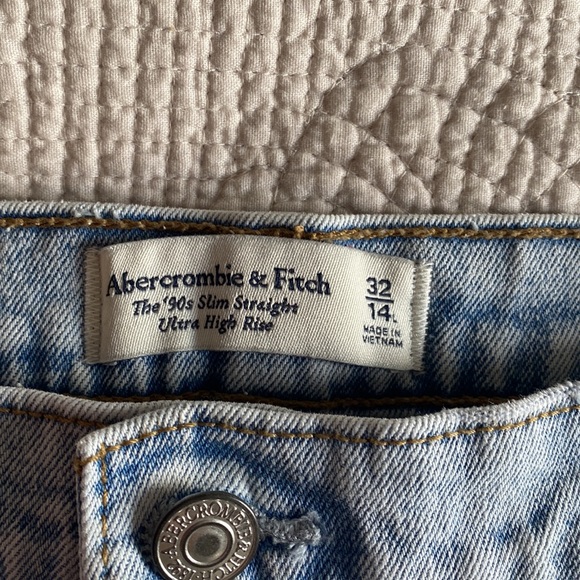 Abercrombie & Fitch
The '90s Slim Straight
Ultra High Rise
32
14L
MADE IN
VIETNAM
ABERCROMBIE